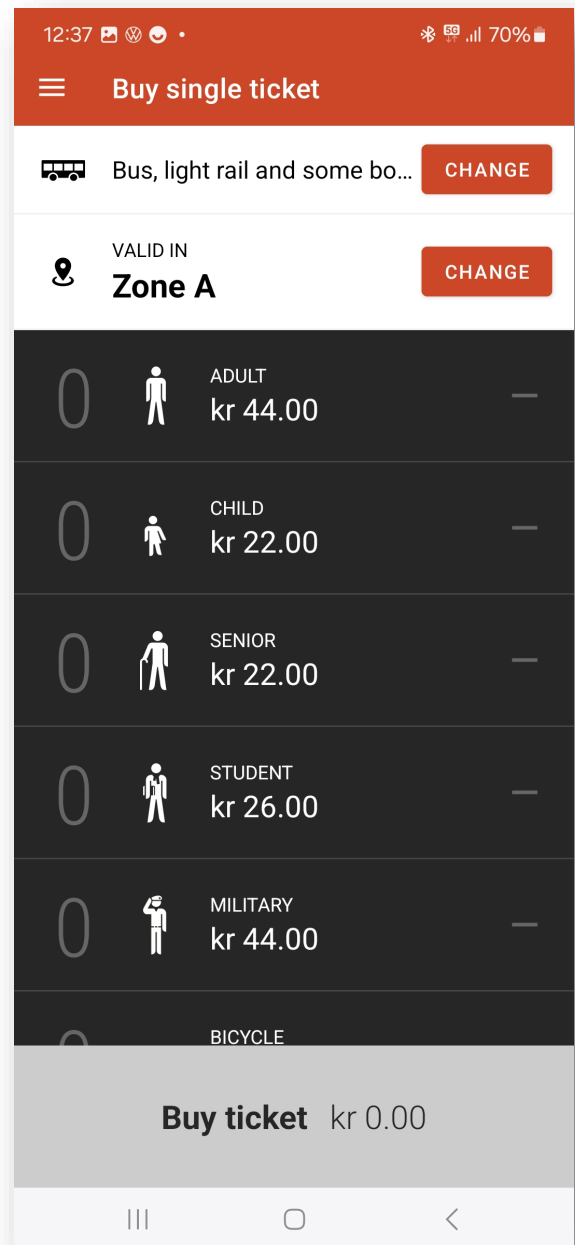 12:37 5G 70%
Buy single ticket
Bus, light rail and some bo...
CHANGE
VALID IN
Zone A
CHANGE
0
ADULT
kr 44.00
0
CHILD
kr 22.00
0
SENIOR
kr 22.00
0
STUDENT
kr 26.00
0
MILITARY
kr 44.00
0
BICYCLE
Buy ticket kr 0.00